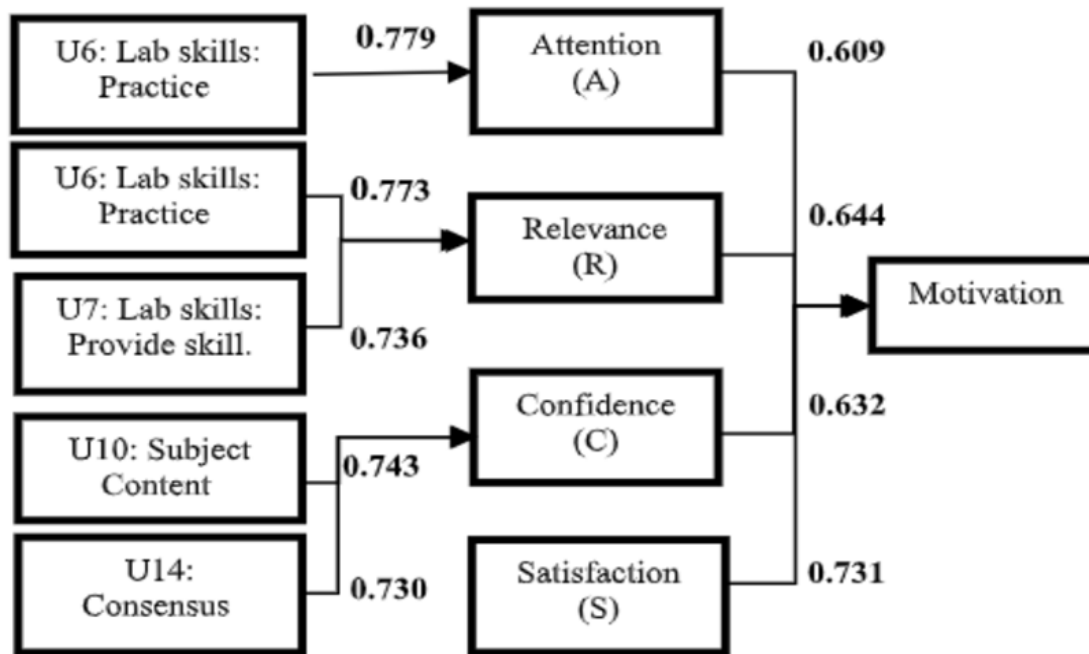 U6: Lab skills:
Practice
0.779
Attention
(A)
0.609
U6: Lab skills:
Practice
0.773
Relevance
(R)
0.644
U7: Lab skills:
Provide skill.
0.736
Motivation
U10: Subject
Content
0.743
Confidence
(C)
0.632
U14:
Consensus
0.730
Satisfaction
(S)
0.731